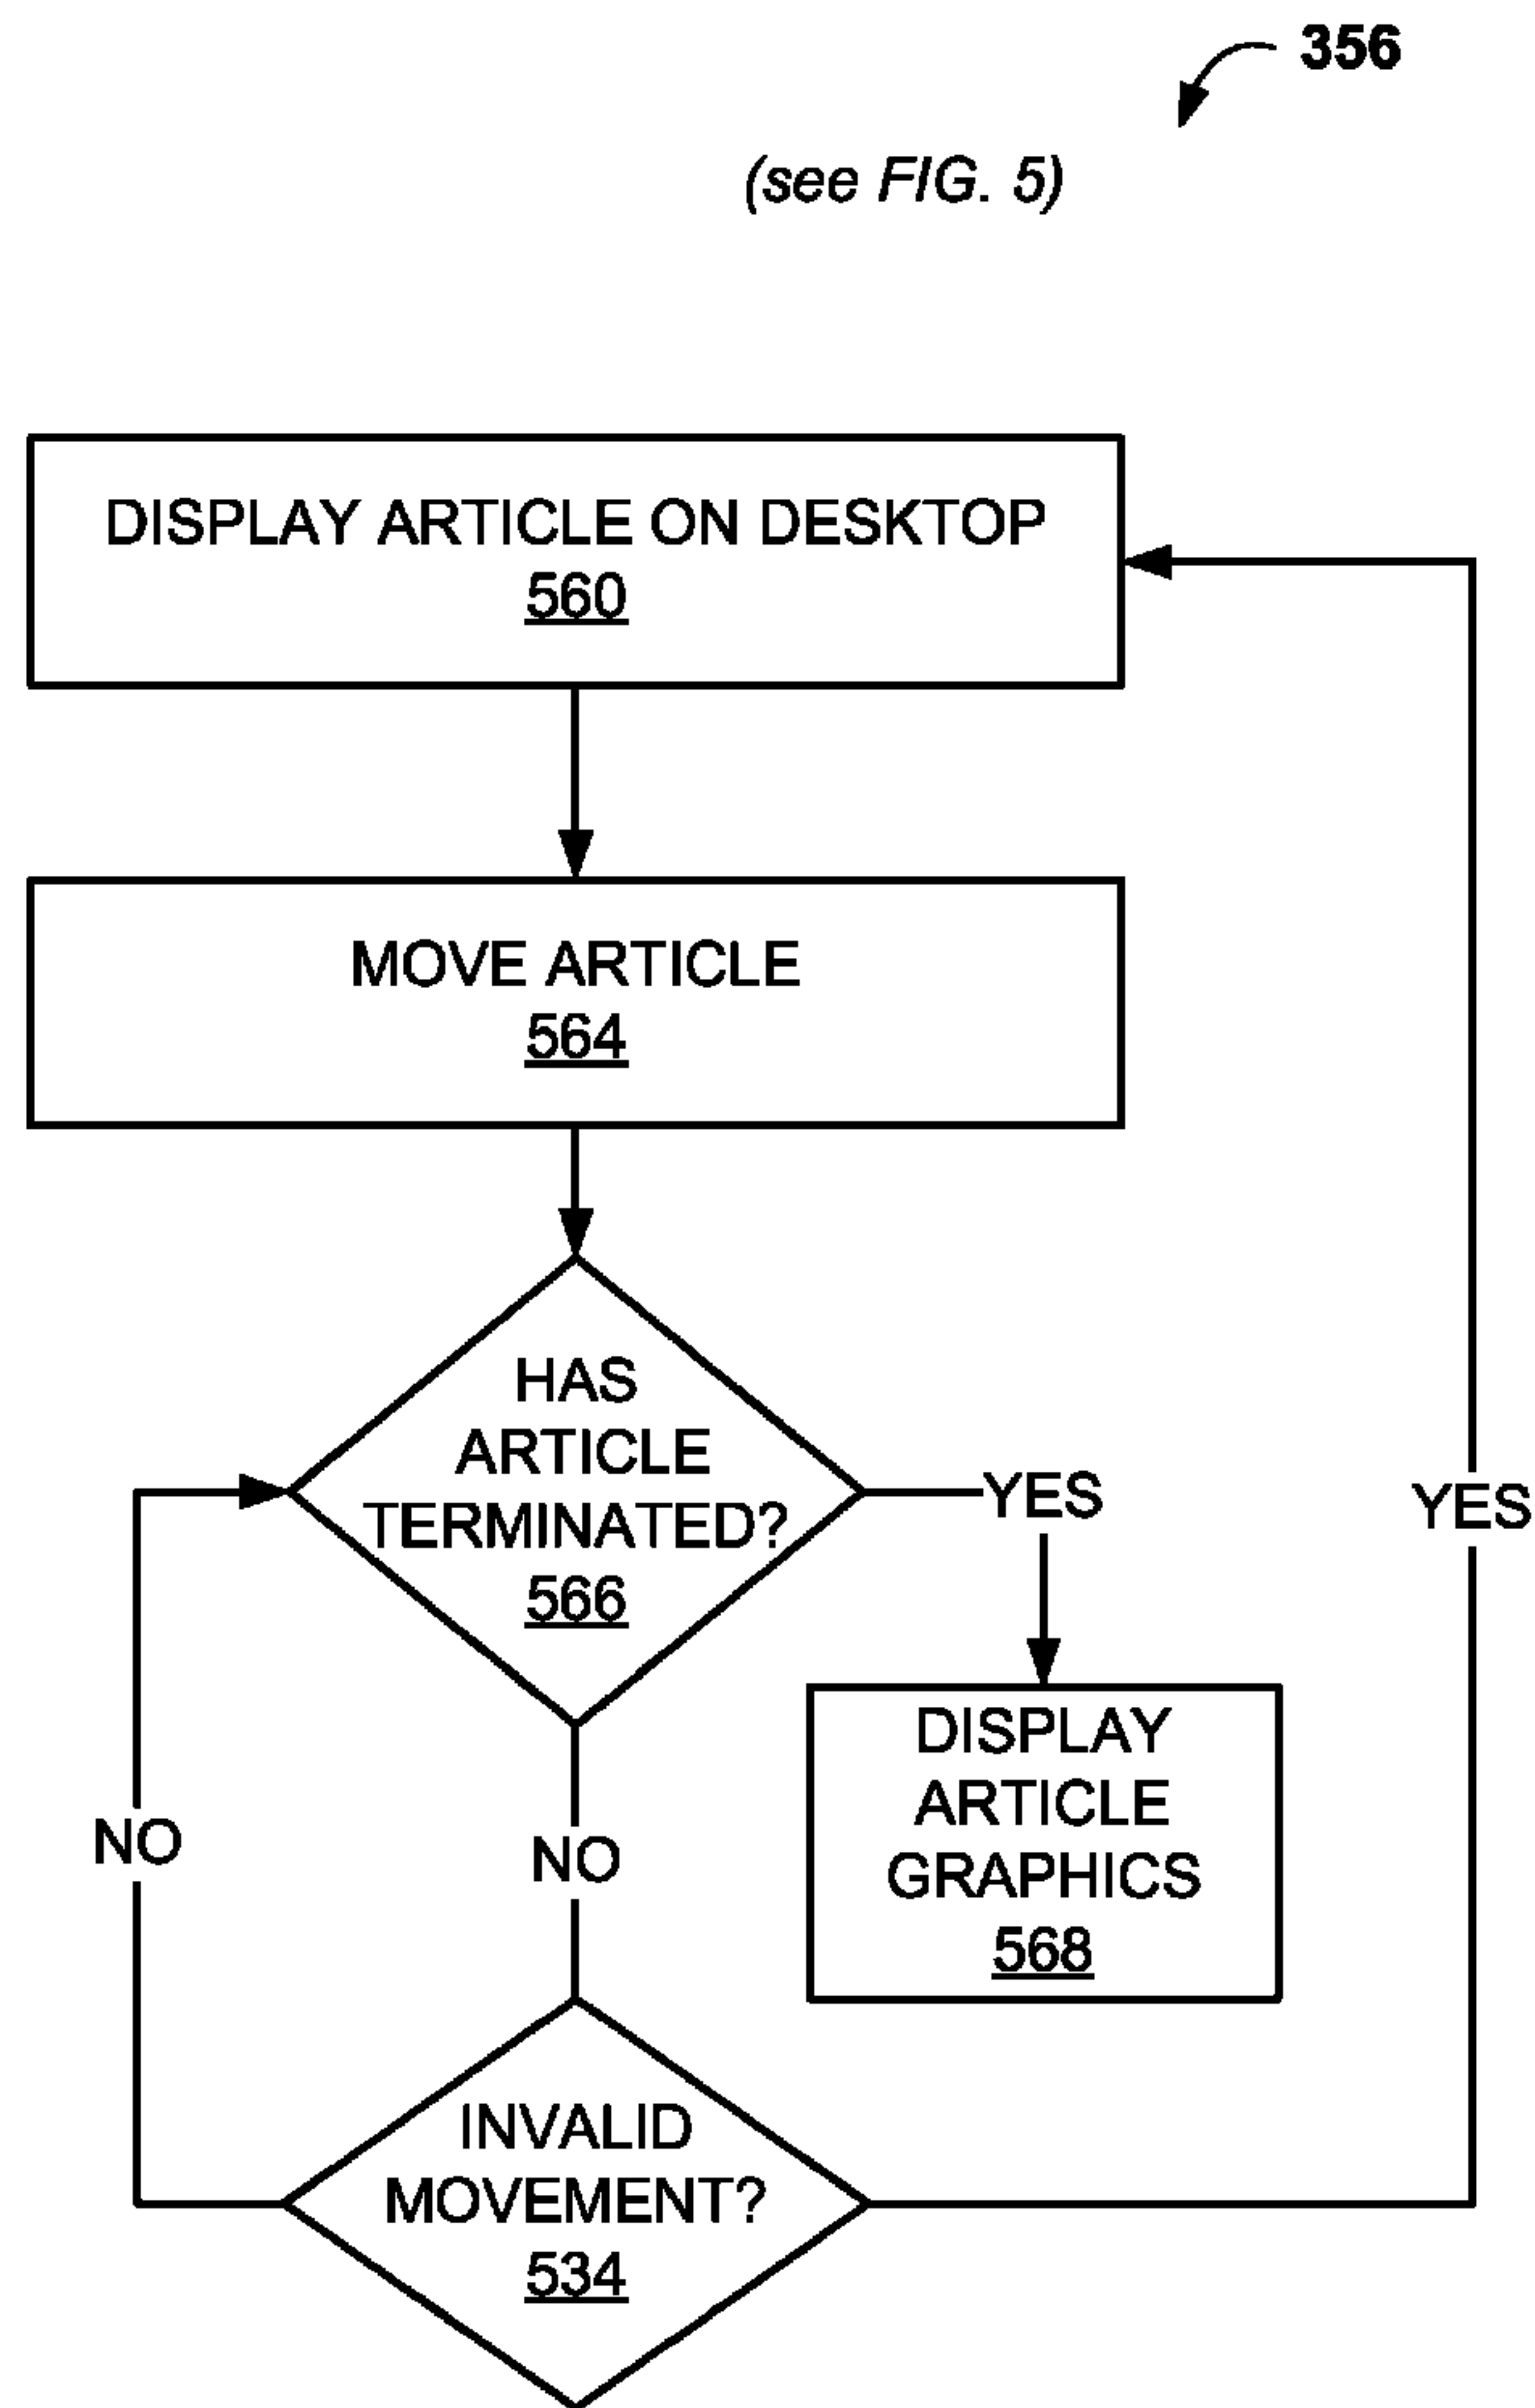 356
(see FIG. 5)
DISPLAY ARTICLE ON DESKTOP
560
MOVE ARTICLE
564
HAS
ARTICLE
TERMINATED?
566
YES
YES
DISPLAY
ARTICLE
GRAPHICS
568
NO
NO
INVALID
MOVEMENT?
534